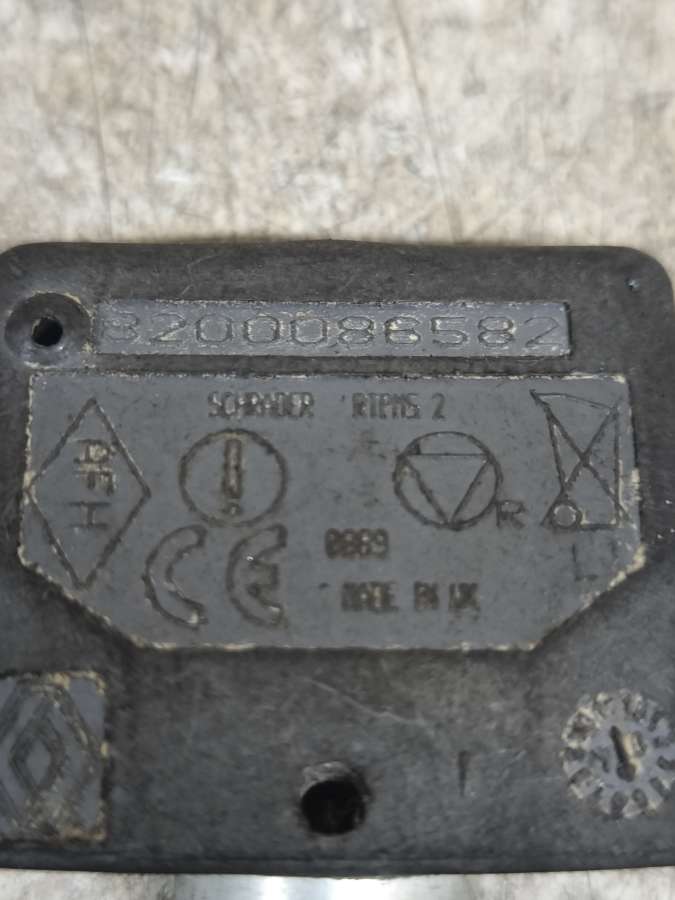 8200086582
SCHRADER RTPMS 2
R
0889
MADE IN UK